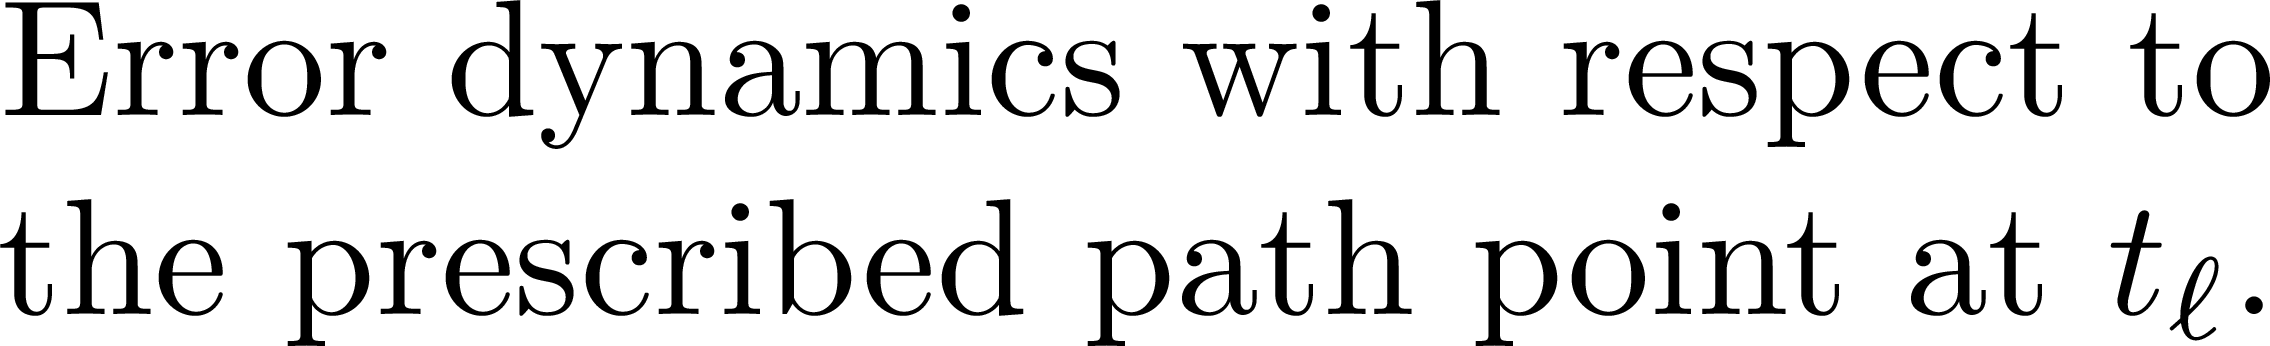 Error dynamics with respect to
the prescribed path point at $t_\ell$.